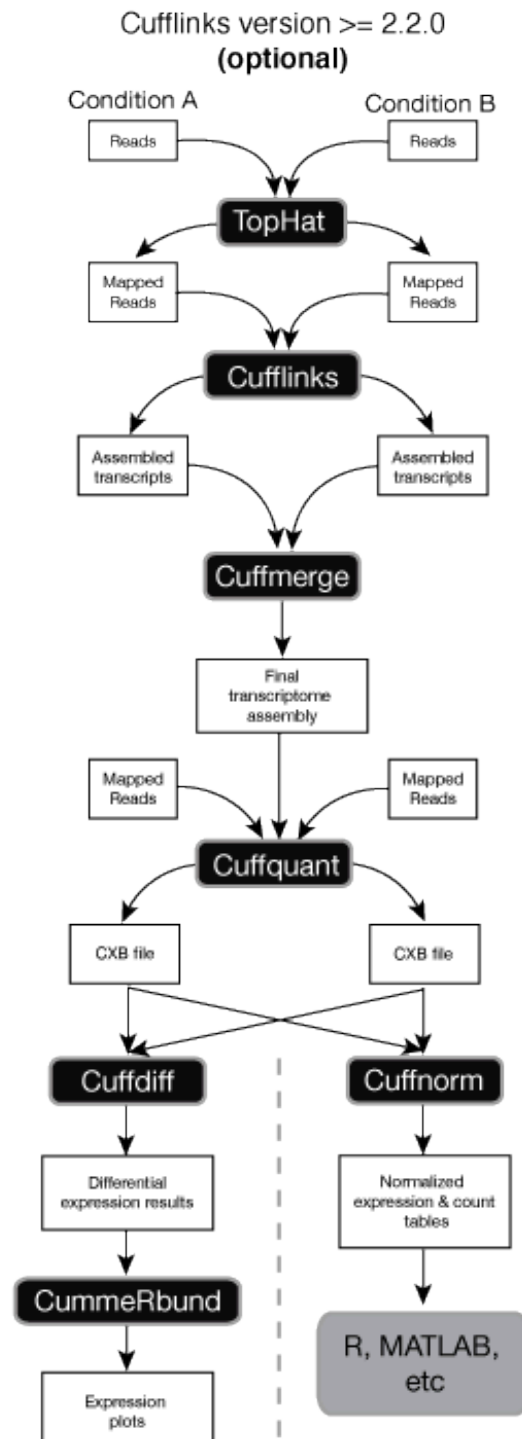 Cufflinks version >= 2.2.0
(optional)
Condition A
Condition B
Reads
Reads
TopHat
Mapped
Reads
Mapped
Reads
Cufflinks
Assembled
transcripts
Assembled
transcripts
Cuffmerge
Final
transcriptome
assembly
Mapped
Reads
Mapped
Reads
Cuffquant
CXB file
CXB file
Cuffdiff
Cuffnorm
Differential
expression results
Normalized
expression & count
tables
CummeRbund
R, MATLAB,
etc
Expression
plots